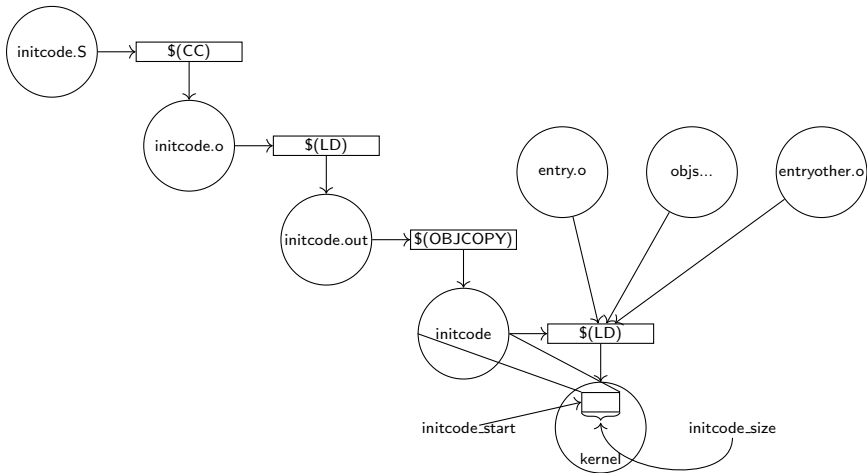 initcode.S
$(CC)
initcode.o
$(LD)
entry.o
objs...
entryother.o
initcode.out
$(OBJCOPY)
initcode
$(LD)
initcode_start
initcode_size
kernel